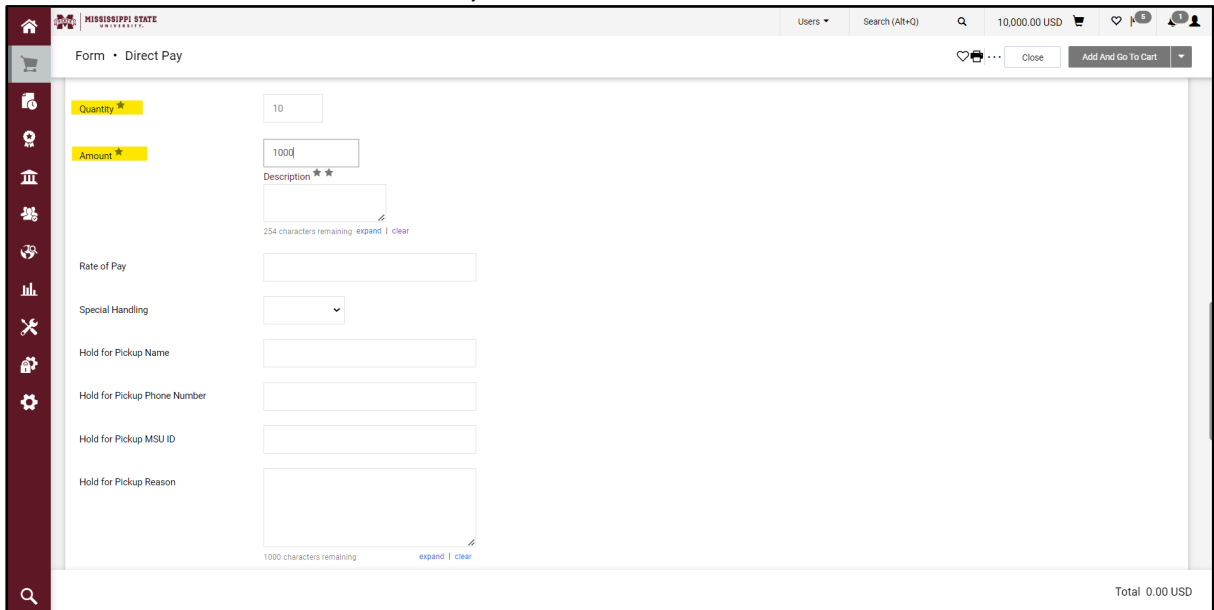 MISSISSIPPI STATE
UNIVERSITY.
Users
Search (Alt+Q)
10,000.00 USD
5
1
Form • Direct Pay
...
Close
Add And Go To Cart
Quantity ★
10
Amount ★
1000
Description ★ ★
254 characters remaining expand | clear
Rate of Pay
Special Handling
Hold for Pickup Name
Hold for Pickup Phone Number
Hold for Pickup MSU ID
Hold for Pickup Reason
1000 characters remaining expand | clear
Total 0.00 USD